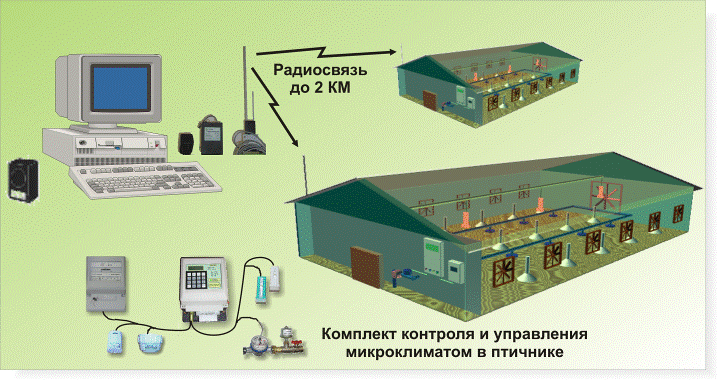 Радиосвязь
до 2 КМ
Комплект контроля и управления
микроклиматом в птичнике